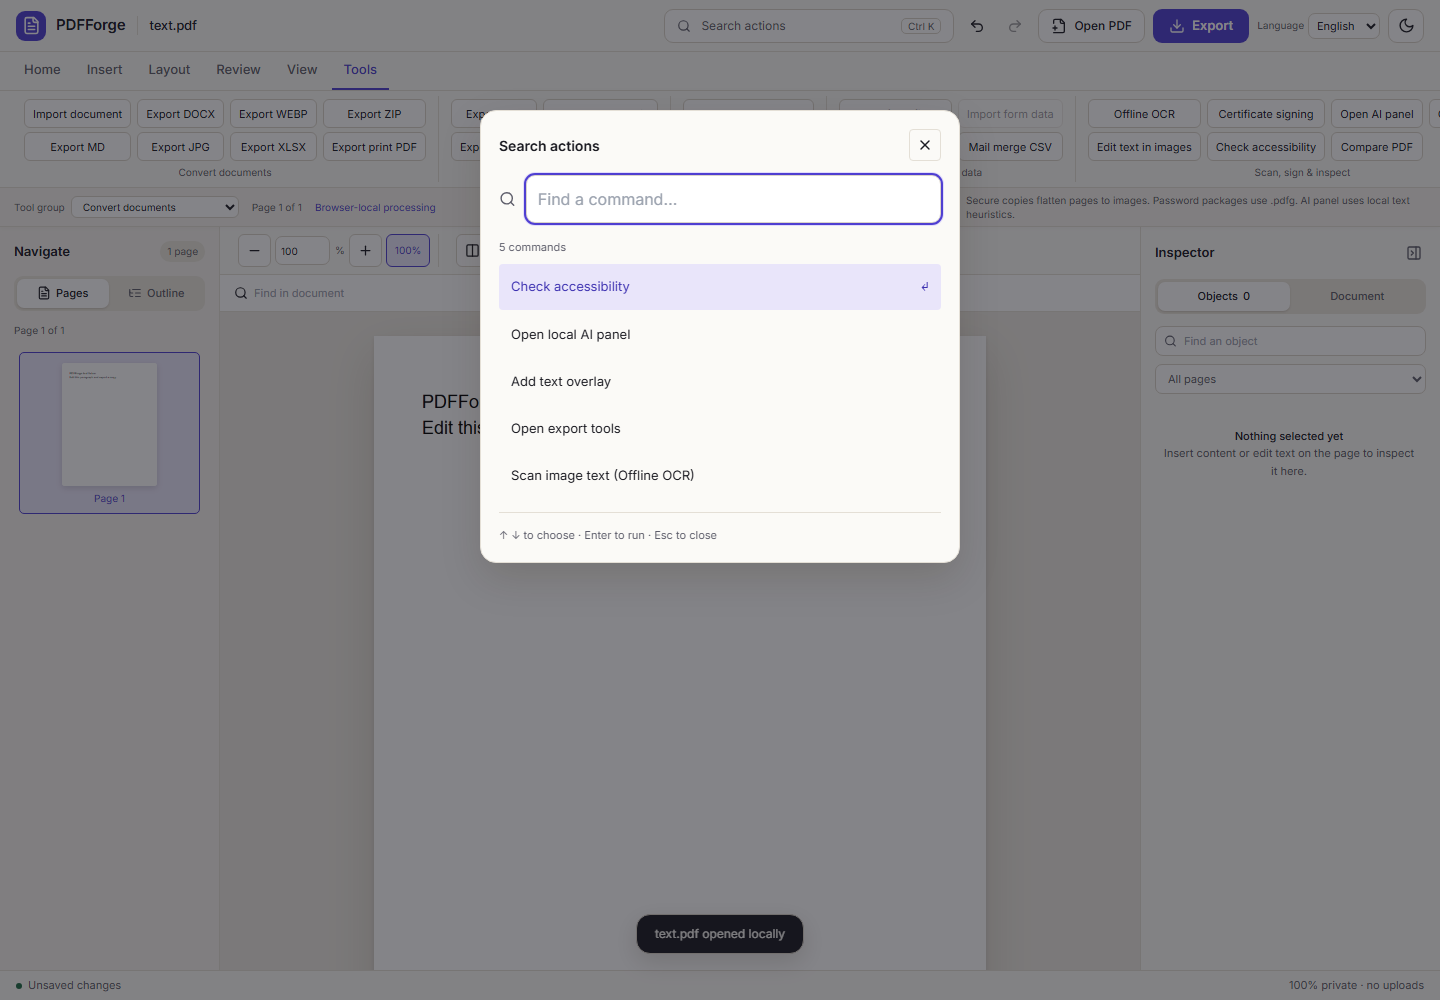 PDFForge
text.pdf
Search actions
Ctrl K
Open PDF
Export
Language
English
Home
Insert
Layout
Review
View
Tools
Import document
Export DOCX
Export WEBP
Export ZIP
Import form data
Offline OCR
Certificate signing
Open AI panel
Export MD
Export JPG
Export XLSX
Export print PDF
Mail merge CSV
Edit text in images
Check accessibility
Compare PDF
Convert documents
data
Scan, sign & inspect
Tool group
Convert documents
Page 1 of 1
Browser-local processing
Secure copies flatten pages to images. Password packages use .pdfg. AI panel uses local text
heuristics.
Navigate
1 page
100
%
100%
Pages
Outline
Find in document
Page 1 of 1
Page 1
PDFFo
Edit this
Search actions
Find a command...
5 commands
Check accessibility
Open local AI panel
Add text overlay
Open export tools
Scan image text (Offline OCR)
↑ ↓ to choose · Enter to run · Esc to close
Inspector
Objects 0
Document
Find an object
All pages
Nothing selected yet
Insert content or edit text on the page to inspect
it here.
text.pdf opened locally
Unsaved changes
100% private · no uploads